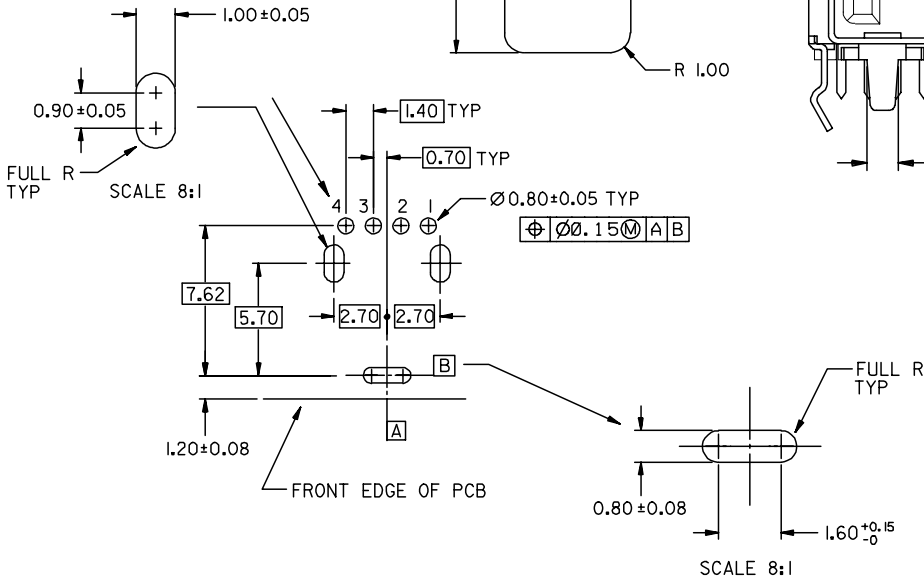 1.00±0.05
R 1.00
0.90±0.05
1.40 TYP
FULL R
TYP
SCALE 8:1
0.70 TYP
4 3 2 1
Ø0.80±0.05 TYP
⌖ Ø0.15Ⓜ A B
7.62
5.70
2.70 2.70
B
FULL R
TYP
A
1.20±0.08
FRONT EDGE OF PCB
0.80±0.08
1.60 +0.15
-0
SCALE 8:1